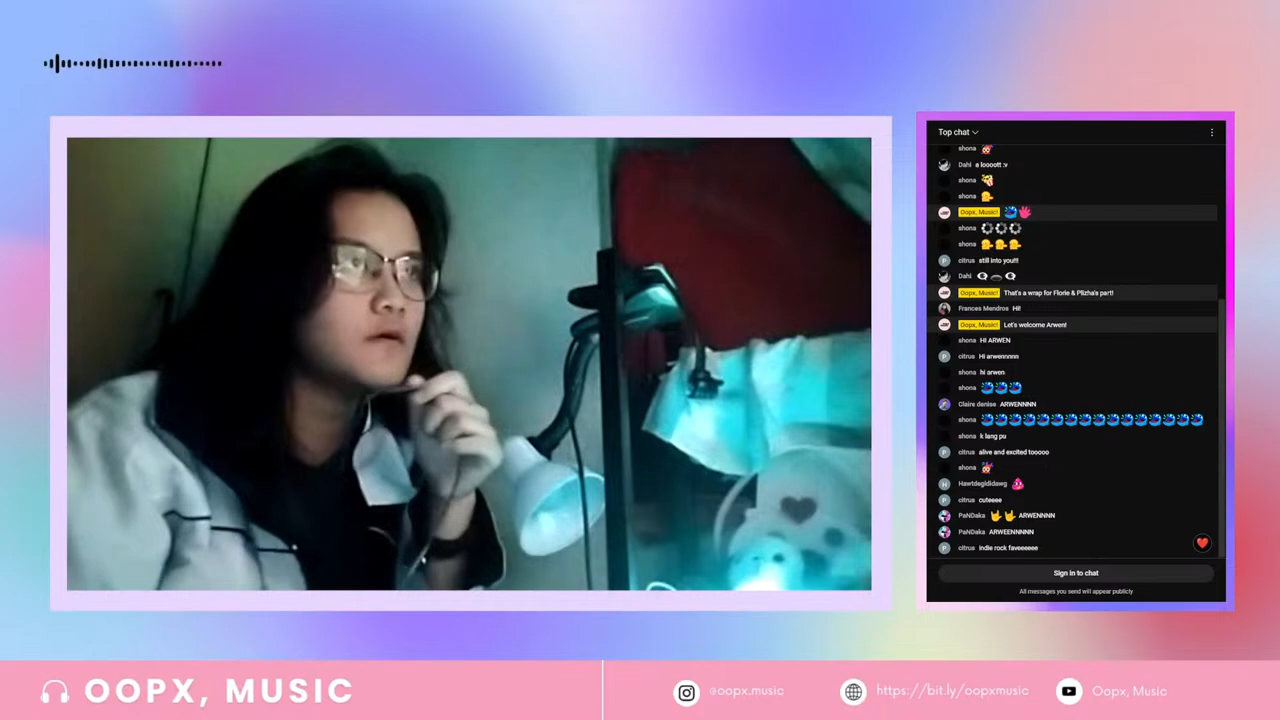 Top chat
shona
Dahi a loooott :v
shona
shona
Oopx, Music!
shona
shona
citrus still into you!!!
Dahi
Oopx, Music! That's a wrap for Florie & Plizha's part!
Frances Mendros Hi!
Oopx, Music! Let's welcome Arwen!
shona HI ARWEN
citrus Hi arwennnnn
shona hi arwen
shona
Claire denise ARWENNNN
shona
shona k lang pu
citrus alive and excited tooooo
shona
Hawtdegididawg
citrus cuteeee
PaNDaka ARWENNNN
PaNDaka ARWEENNNNN
citrus indie rock faveeeeee
Sign in to chat
All messages you send will appear publicly
OOPX, MUSIC
@oopx.music
https://bit.ly/oopxmusic
Oopx, Music